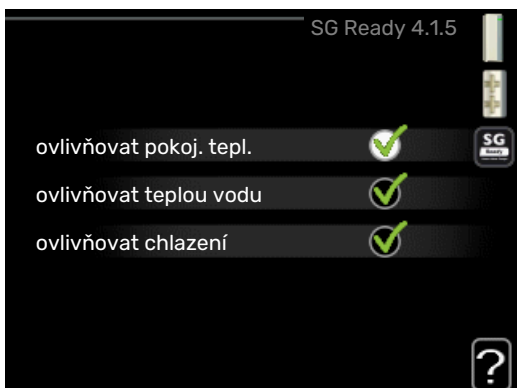 SG Ready 4.1.5
SG
Ready
ovlivňovat pokoj. tepl.
ovlivňovat teplou vodu
ovlivňovat chlazení
?